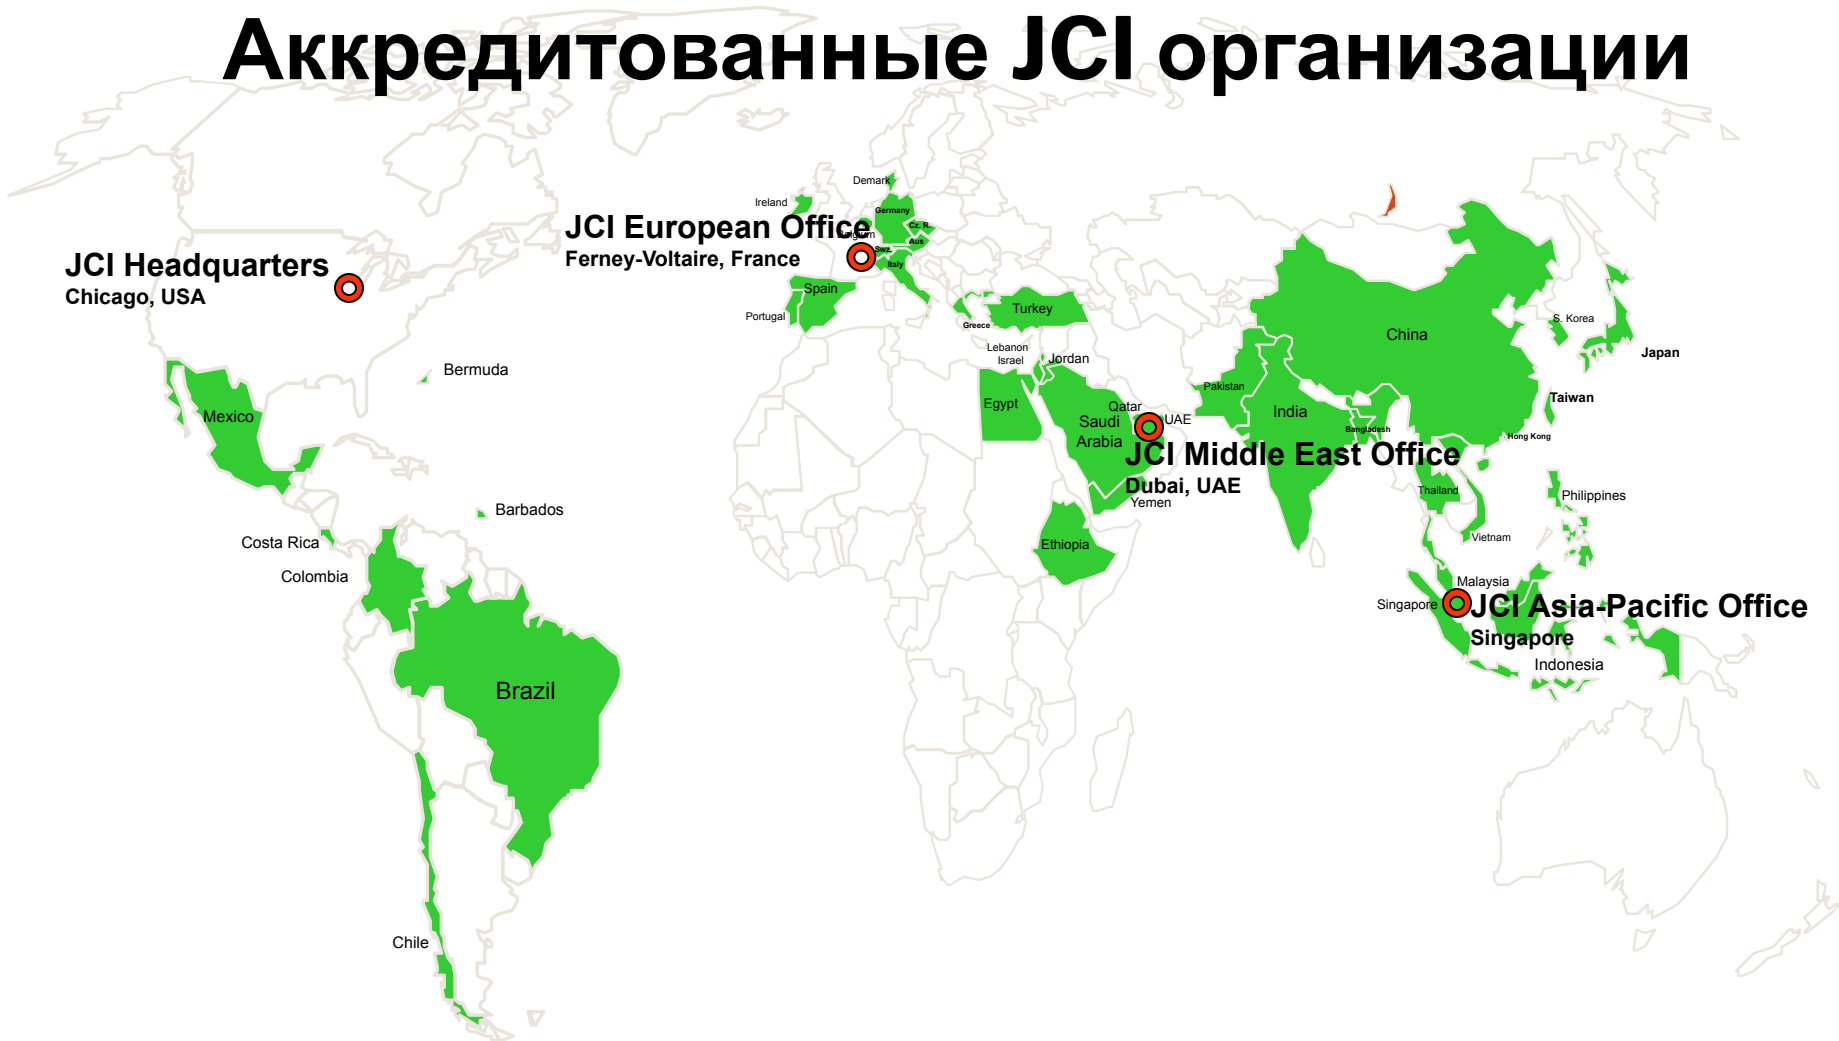 Аккредитованные JCI организации
Demark
Ireland
Germany
JCI European Office
Cz. R.
Belgium
Aus
Swz.
Ferney-Voltaire, France
Italy
JCI Headquarters
Chicago, USA
Spain
Portugal
Turkey
Greece
S. Korea
China
Japan
Lebanon
Israel
Jordan
Bermuda
Pakistan
Taiwan
Mexico
Egypt
Qatar
UAE
Saudi
Arabia
India
Bangladesh
Hong Kong
JCI Middle East Office
Dubai, UAE
Yemen
Thailand
Philippines
Barbados
Vietnam
Costa Rica
Ethiopia
Colombia
Malaysia
Singapore
JCI Asia-Pacific Office
Singapore
Indonesia
Brazil
Chile